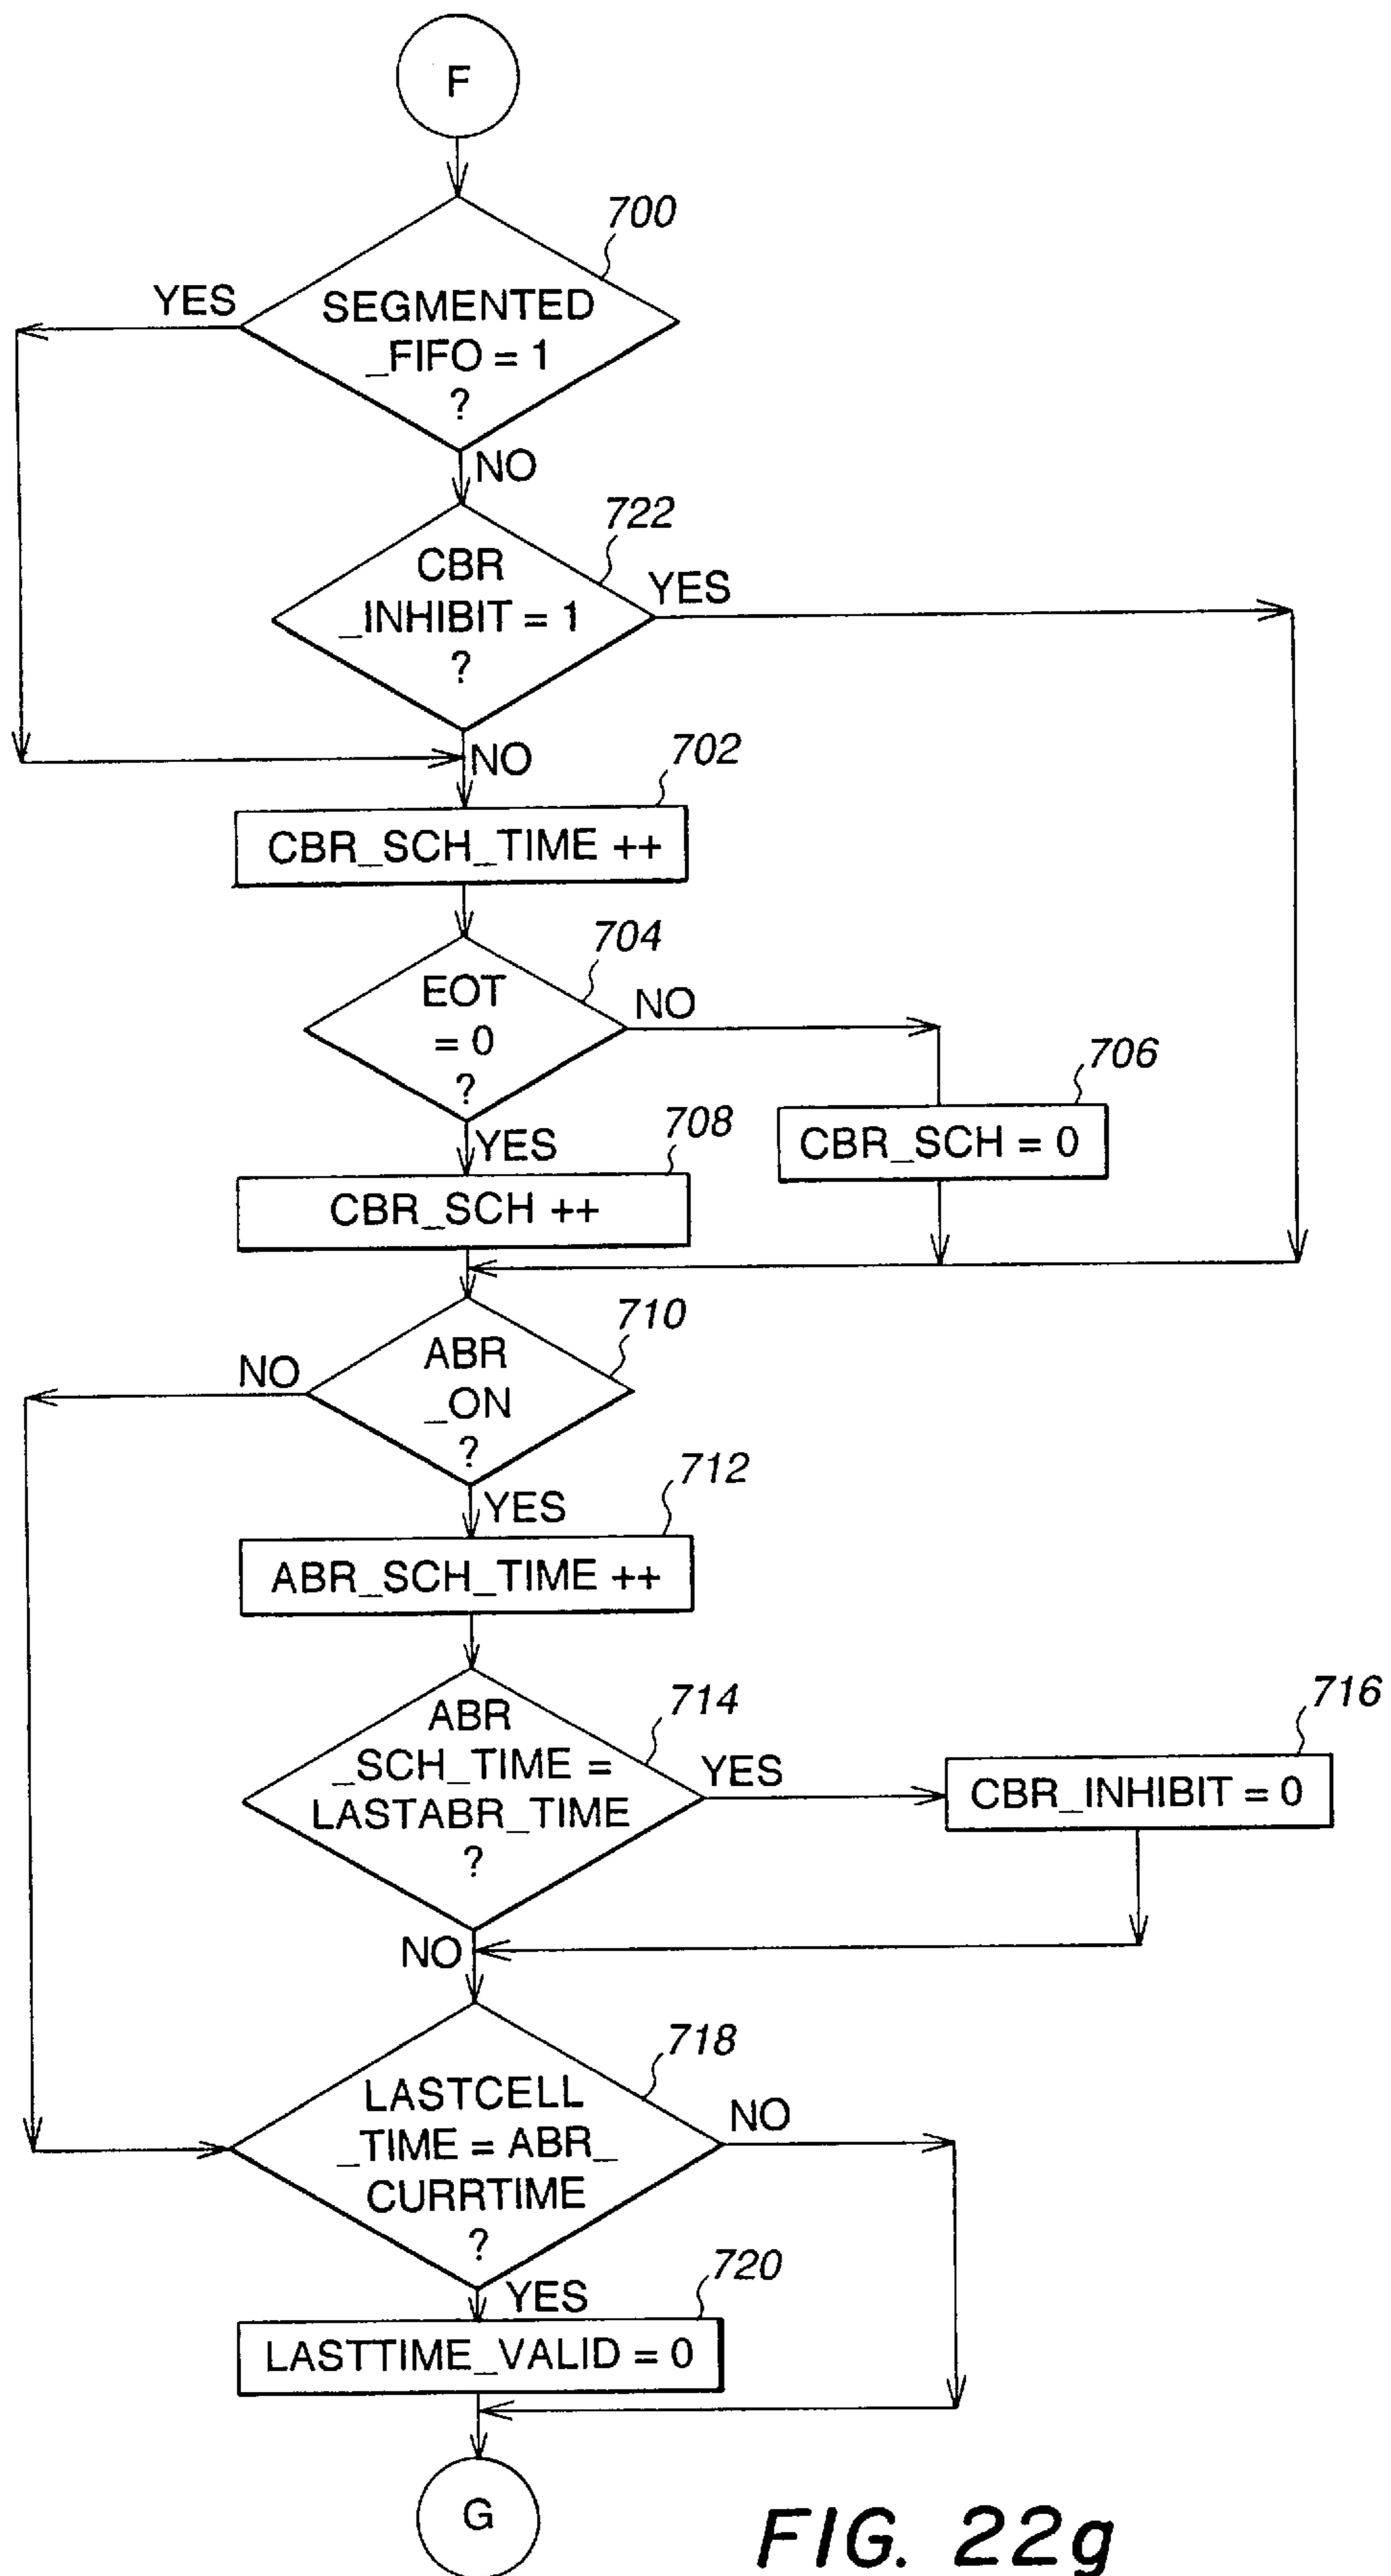 F
700
YES
SEGMENTED
_FIFO = 1
?
NO
722
CBR
_INHIBIT = 1
?
YES
NO
702
CBR_SCH_TIME ++
704
EOT
= 0
?
NO
706
CBR_SCH = 0
YES
708
CBR_SCH ++
710
ABR
_ON
?
NO
YES
712
ABR_SCH_TIME ++
714
ABR
_SCH_TIME =
LASTABR_TIME
?
YES
716
CBR_INHIBIT = 0
NO
718
LASTCELL
_TIME = ABR_
CURRTIME
?
NO
YES
720
LASTTIME_VALID = 0
G
FIG. 22g